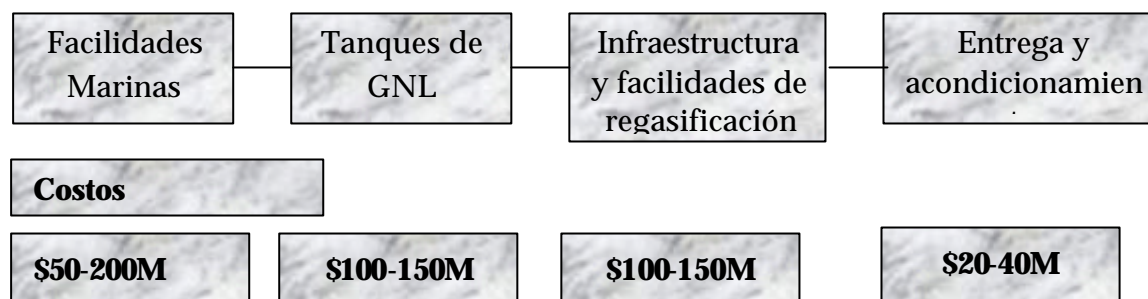 Facilidades
Marinas
Tanques de
GNL
Infraestructura
y facilidades de
regasificación
Entrega y
acondicionamien
Costos
$50-200M
$100-150M
$100-150M
$20-40M